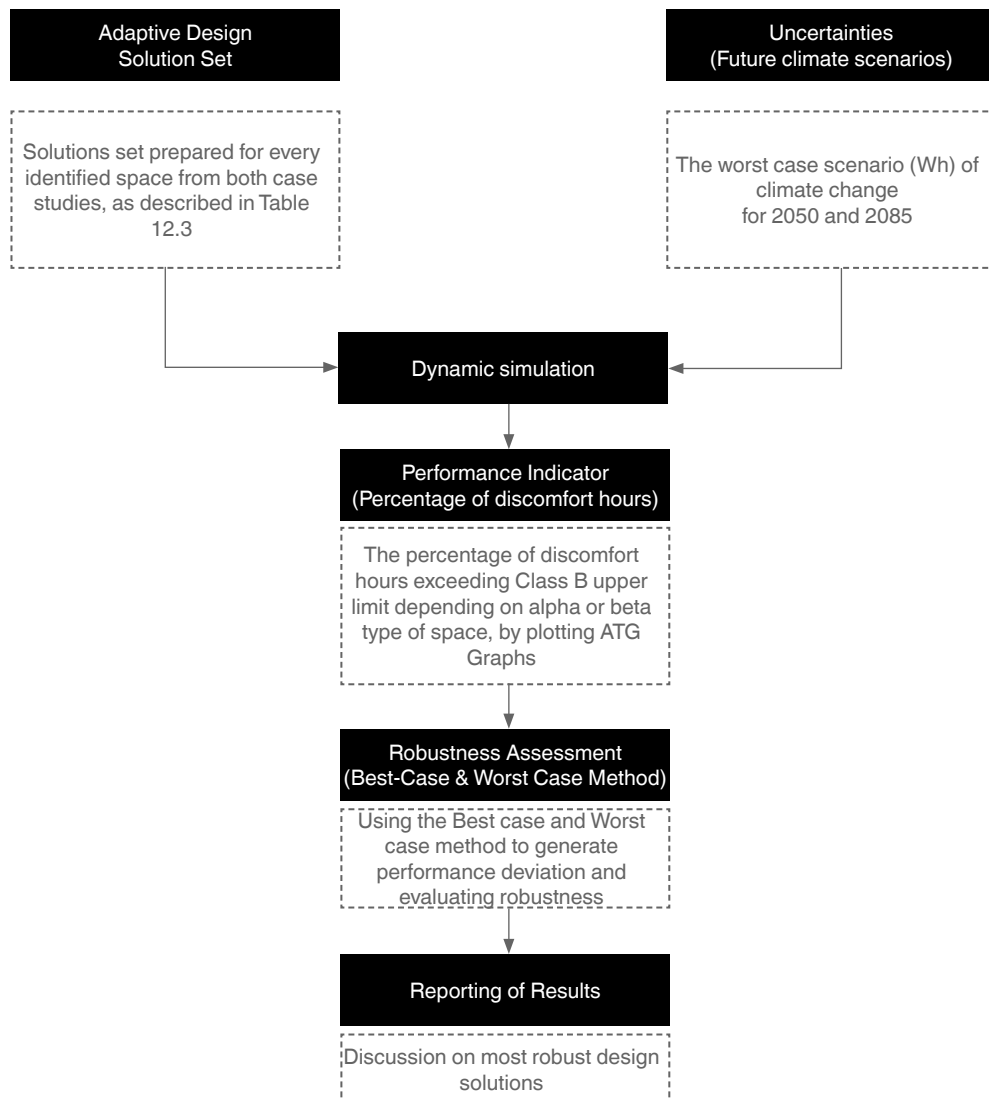 Adaptive Design
Solution Set
Uncertainties
(Future climate scenarios)
Solutions set prepared for every
identified space from both case
studies, as described in Table
12.3
The worst case scenario (Wh) of
climate change
for 2050 and 2085
Dynamic simulation
Performance Indicator
(Percentage of discomfort hours)
The percentage of discomfort
hours exceeding Class B upper
limit depending on alpha or beta
type of space, by plotting ATG
Graphs
Robustness Assessment
(Best-Case & Worst Case Method)
Using the Best case and Worst
case method to generate
performance deviation and
evaluating robustness
Reporting of Results
Discussion on most robust design
solutions